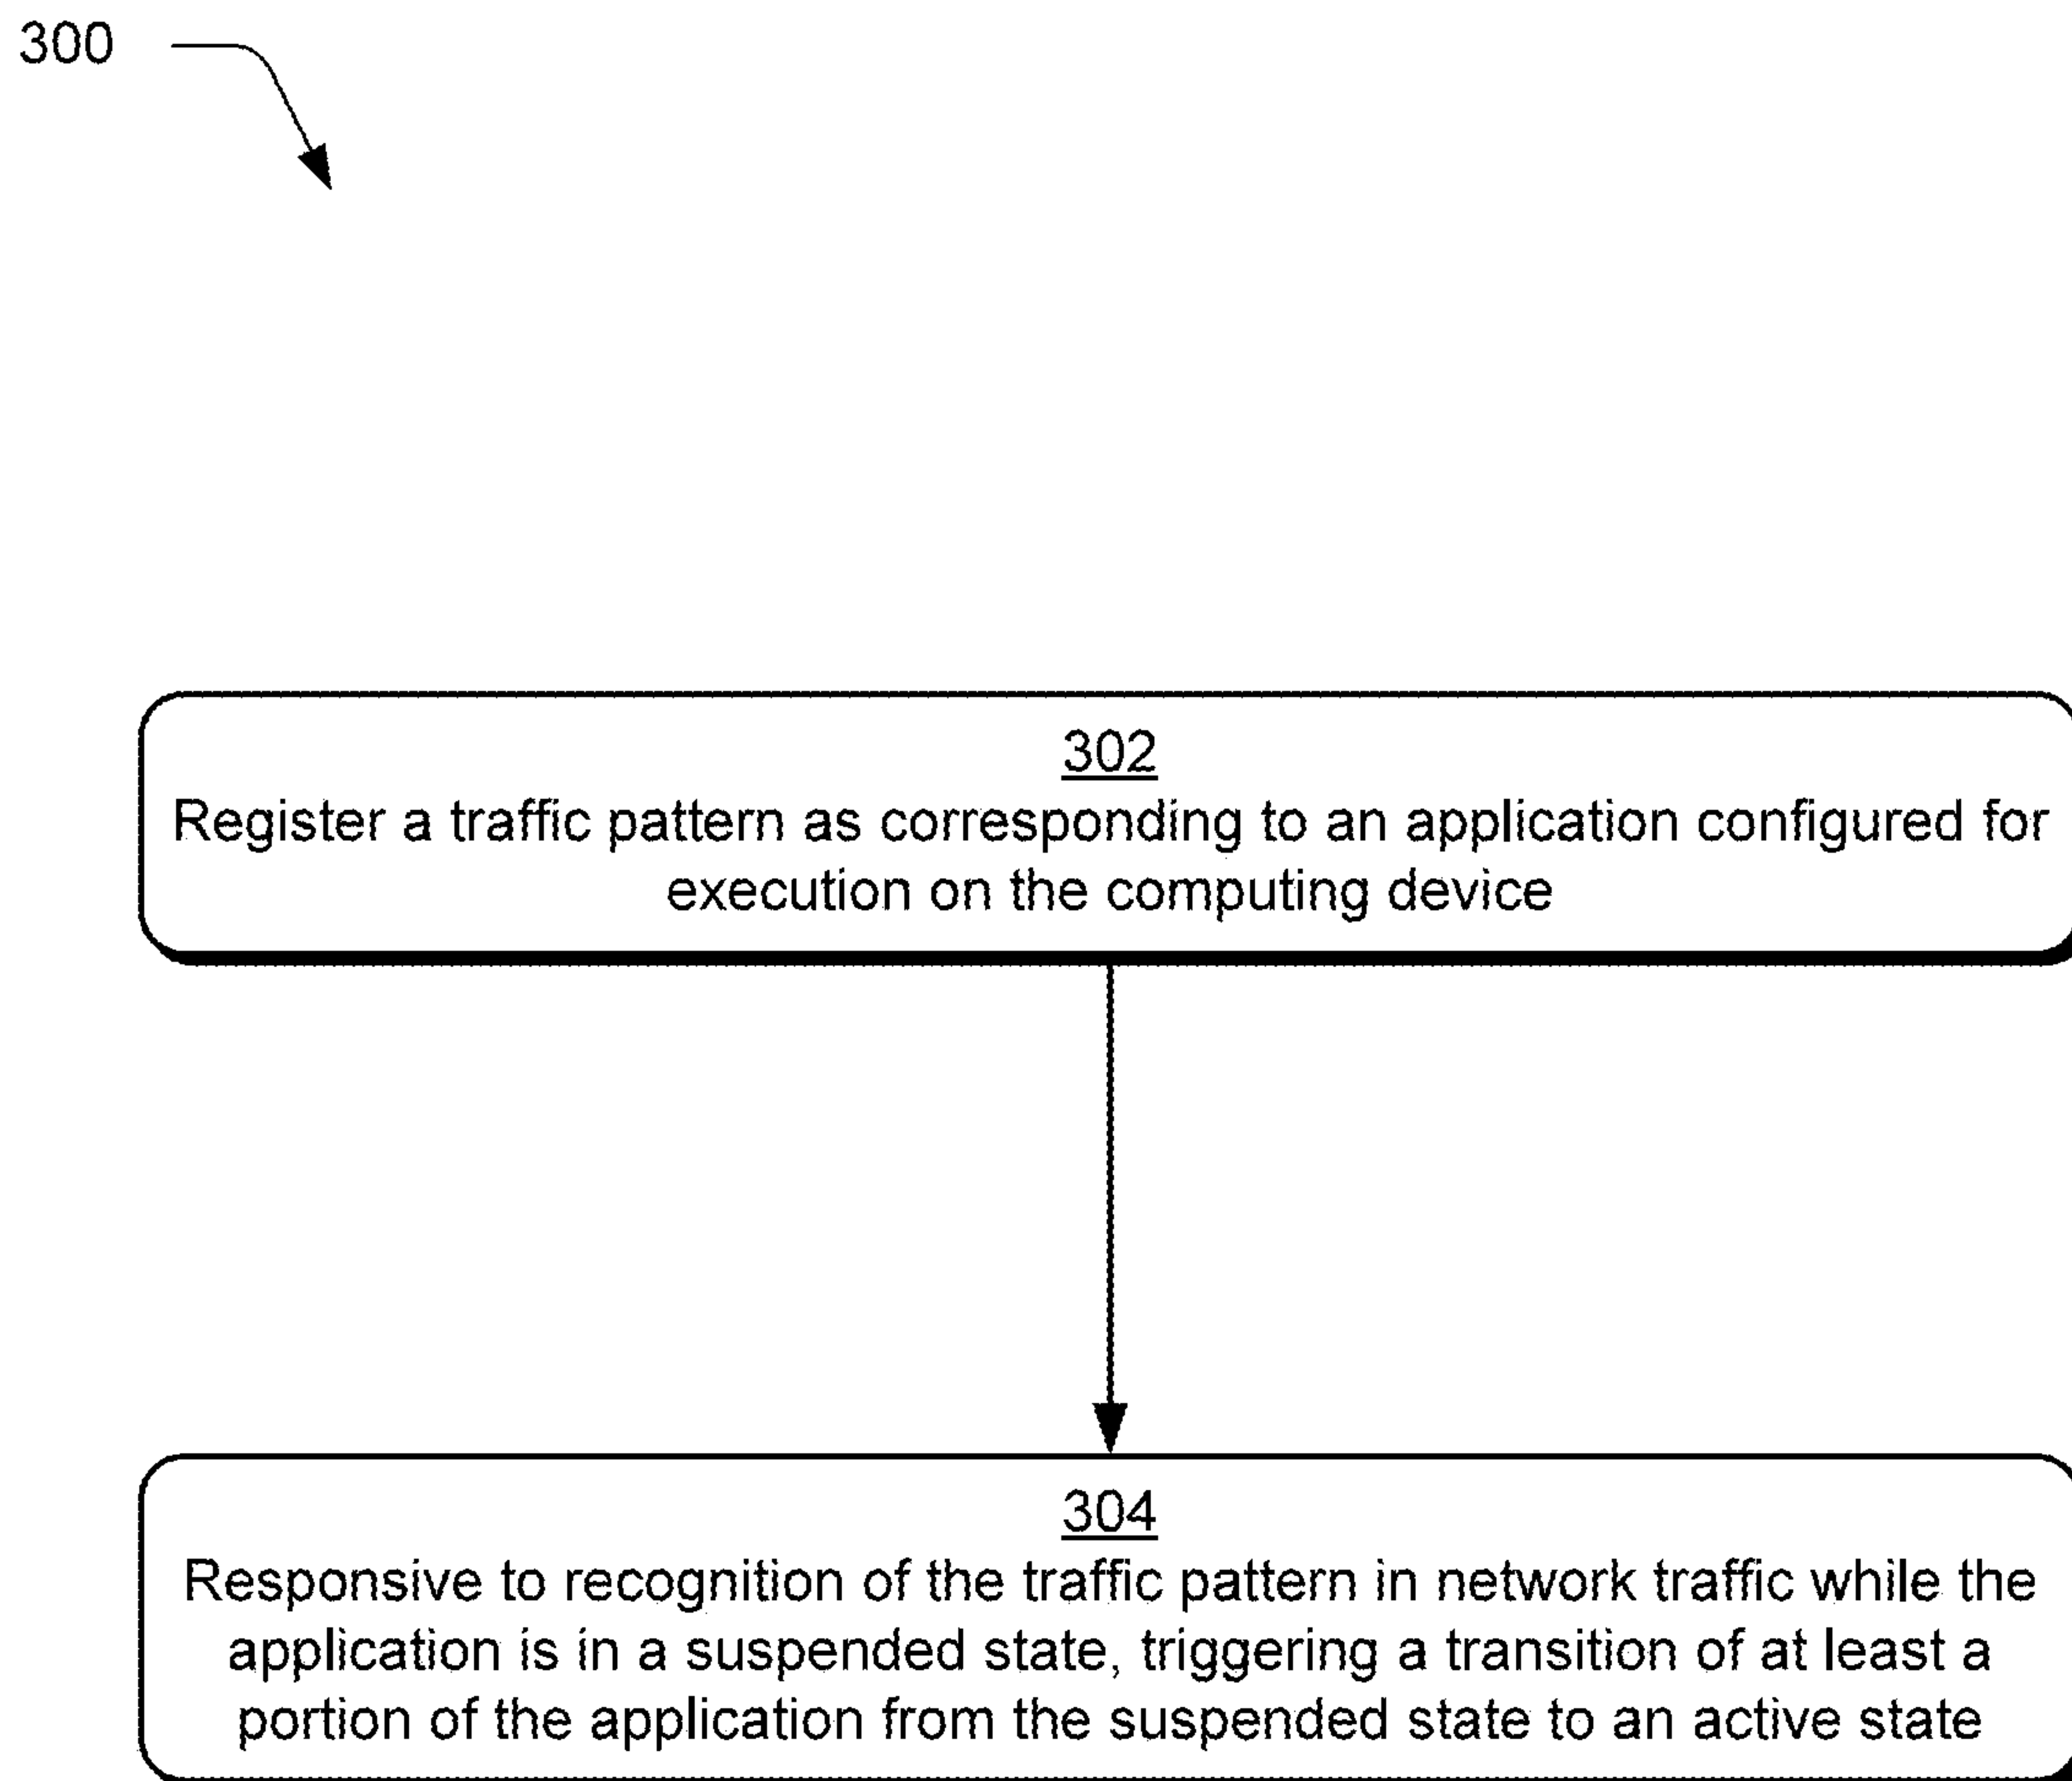 300
302
Register a traffic pattern as corresponding to an application configured for
execution on the computing device
304
Responsive to recognition of the traffic pattern in network traffic while the
application is in a suspended state, triggering a transition of at least a
portion of the application from the suspended state to an active state